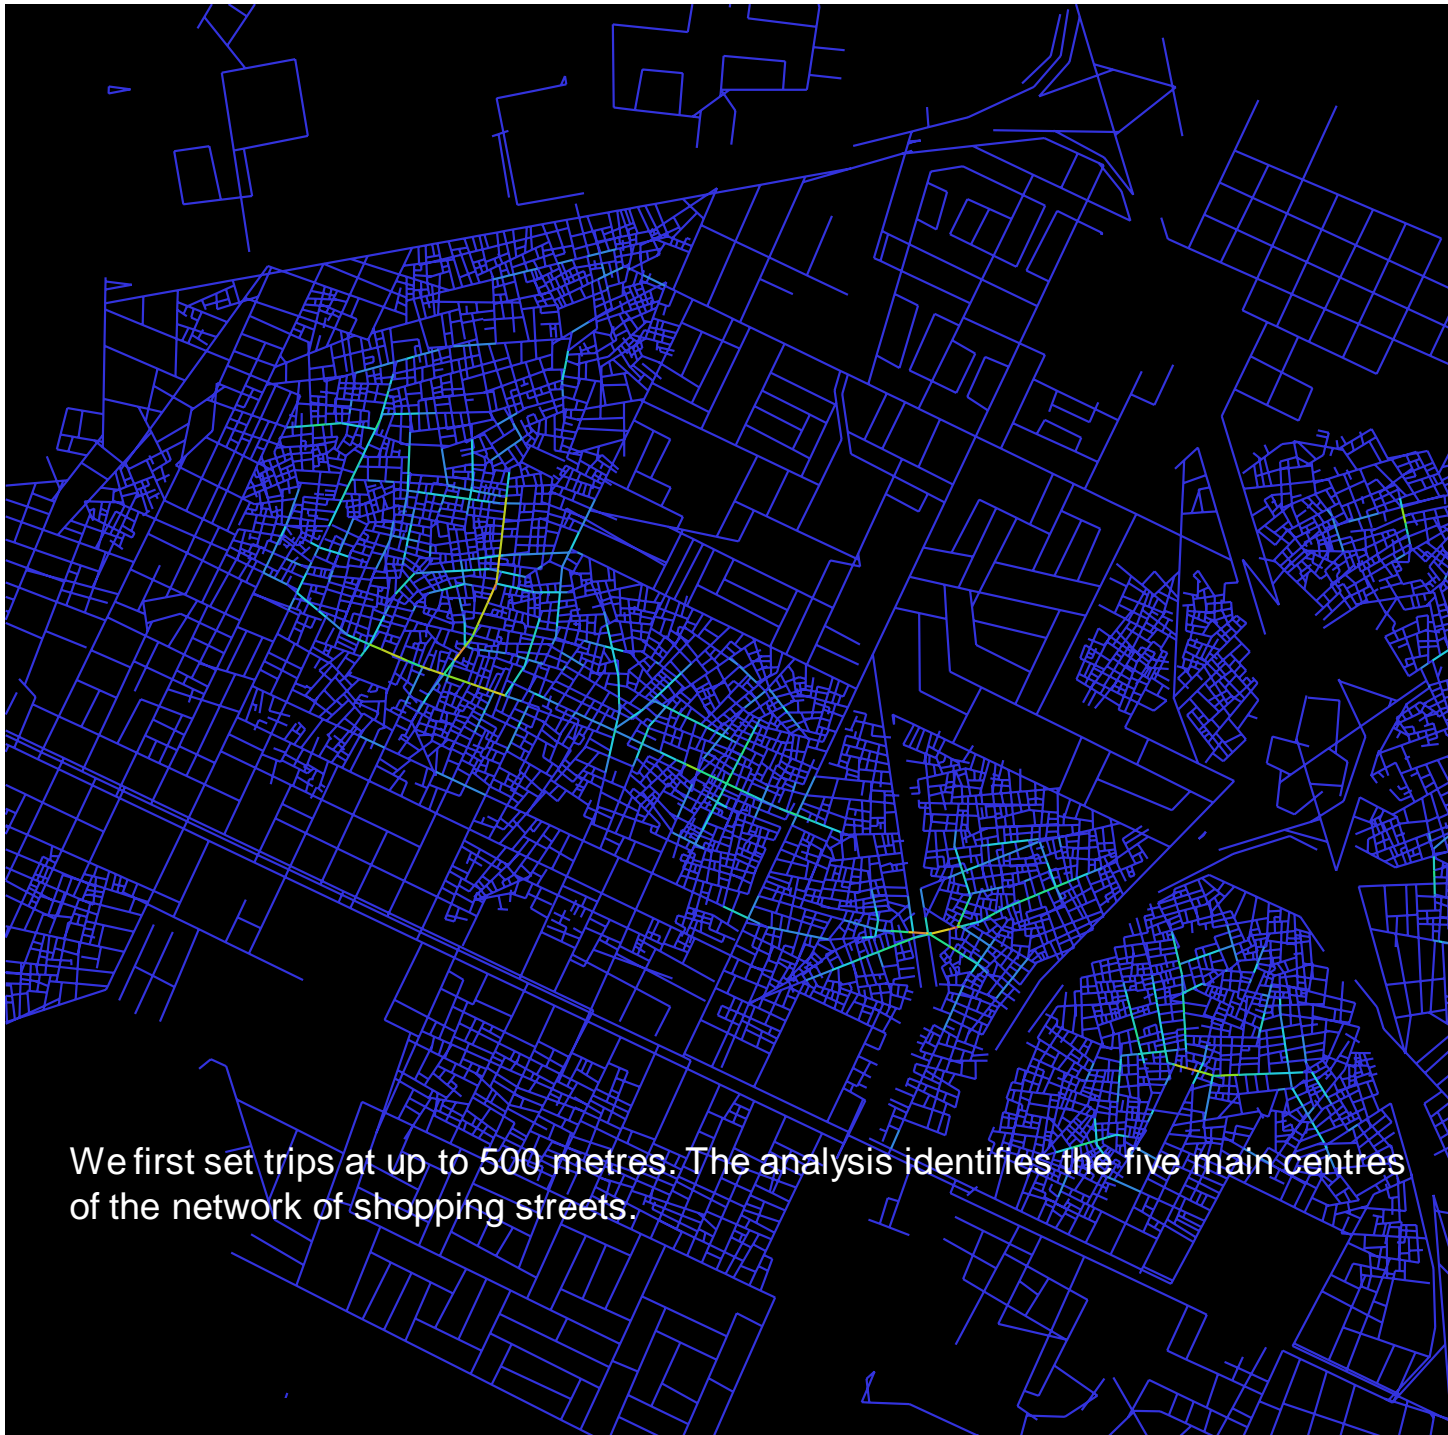 We first set trips at up to 500 metres. The analysis identifies the five main centres
of the network of shopping streets.